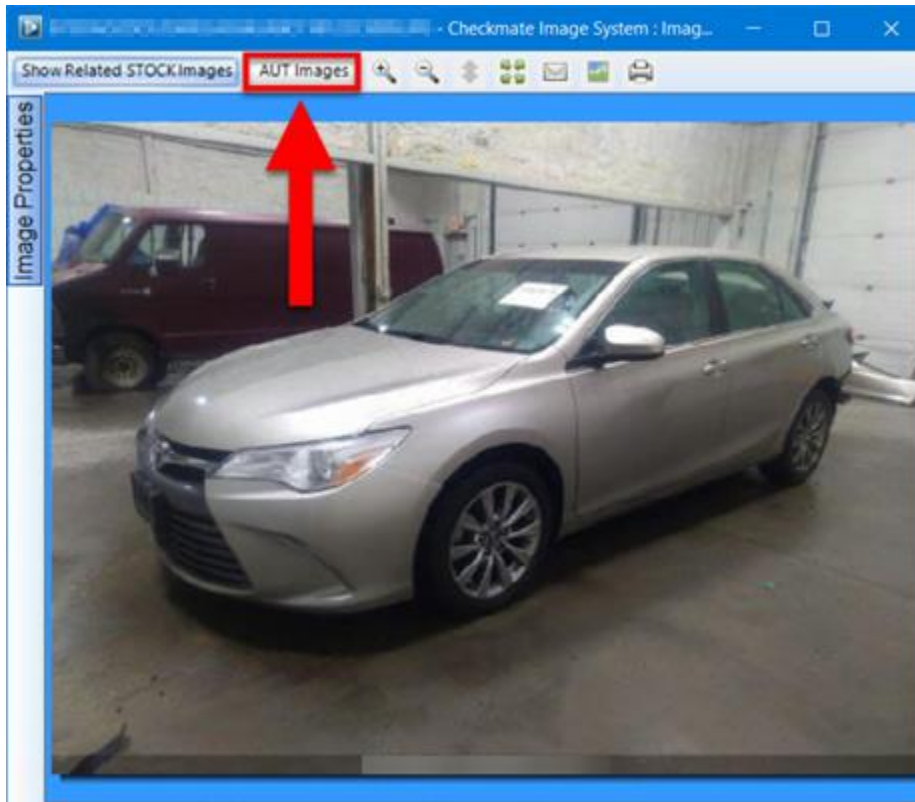 - Checkmate Image System : Imag...
Show Related STOCK Images
AUT Images
Image Properties